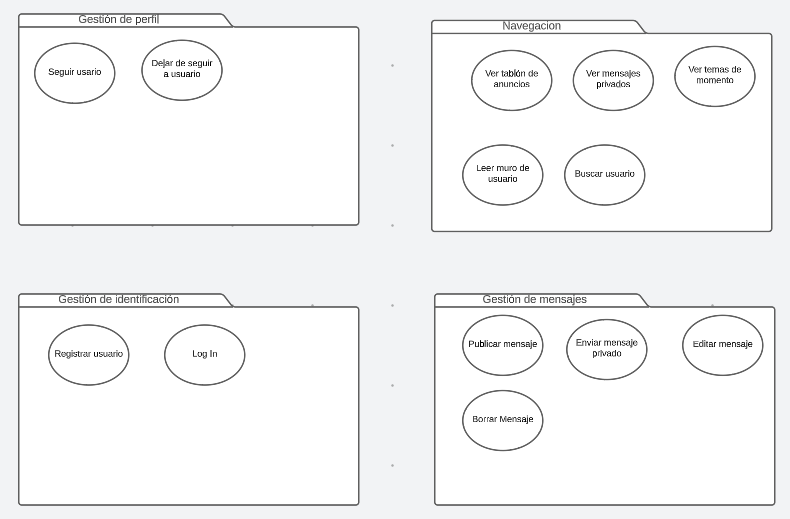 Gestión de perfil
Seguir usario
Dejar de seguir
a usuario
Navegacion
Ver tablón de
anuncios
Ver mensajes
privados
Ver temas de
momento
Leer muro de
usuario
Buscar usuario
Gestión de identificación
Registrar usuario
Log In
Gestión de mensajes
Publicar mensaje
Enviar mensaje
privado
Editar mensaje
Borrar Mensaje